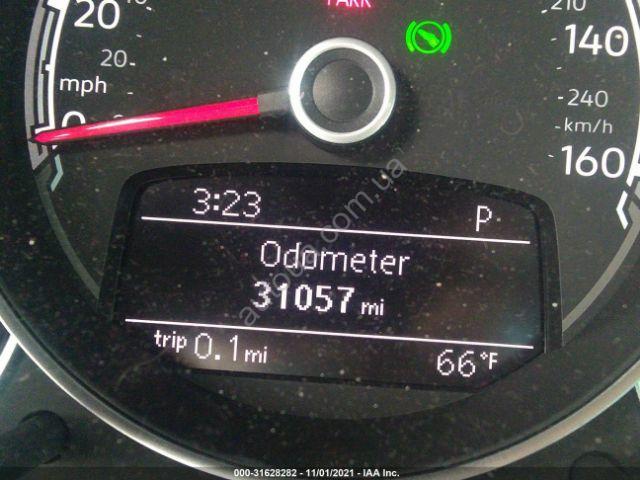 PARK
210
20
140
20
mph
240
km/h
0
160
3:23
P
Odometer
31057 mi
trip 0.1 mi
66°F
000-31628282 - 11/01/2021 - IAA Inc.